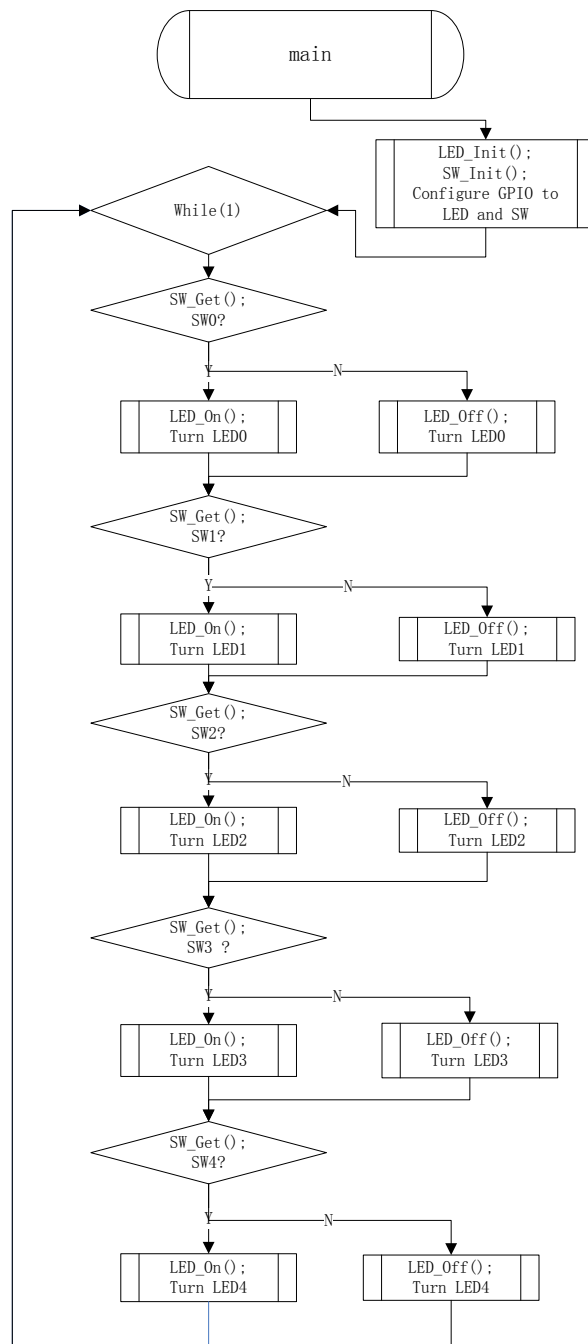 main
LED_Init();
SW_Init();
Configure GPIO to
LED and SW
While(1)
SW_Get();
SW0?
Y
N
LED_On();
Turn LED0
LED_Off();
Turn LED0
SW_Get();
SW1?
Y
N
LED_On();
Turn LED1
LED_Off();
Turn LED1
SW_Get();
SW2?
Y
N
LED_On();
Turn LED2
LED_Off();
Turn LED2
SW_Get();
SW3 ?
Y
N
LED_On();
Turn LED3
LED_Off();
Turn LED3
SW_Get();
SW4?
Y
N
LED_On();
Turn LED4
LED_Off();
Turn LED4